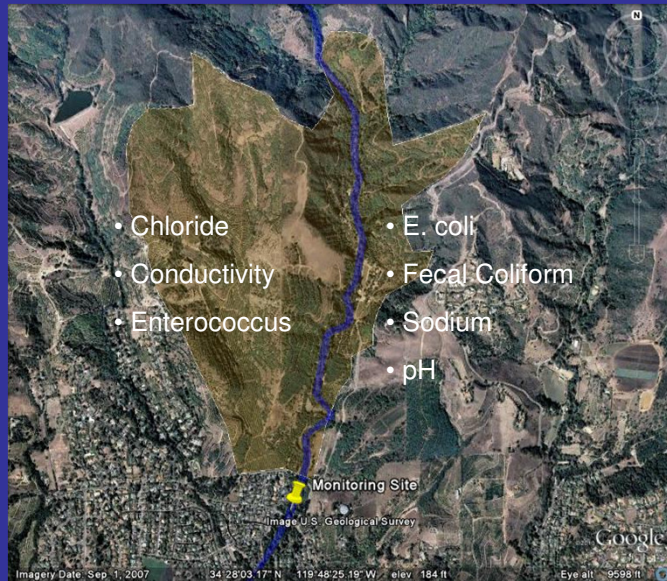 N
• Chloride
• Conductivity
• Enterococcus
• E. coli
• Fecal Coliform
• Sodium
• pH
Monitoring Site
Image U.S. Geological Survey
Google
Imagery Date: Sep 1, 2007 34°28'03.17" N 119°48'25.19" W elev 184 ft Eye alt 9598 ft